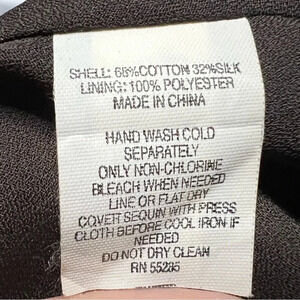 SHELL: 68%COTTON 32%SILK
LINING: 100% POLYESTER
MADE IN CHINA
HAND WASH COLD
SEPARATELY
ONLY NON-CHLORINE
BLEACH WHEN NEEDED
LINE OR FLAT DRY
COVEIT SEQUIN WITH PRESS
CLOTH BEFORE COOL IRON IF
NEEDED
DO NOT DRY CLEAN
RN 55285